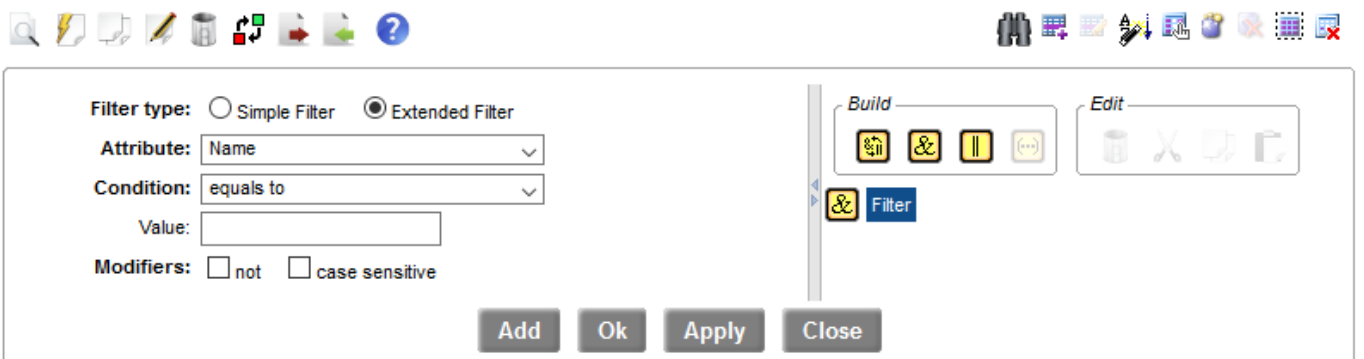 Filter type: Simple Filter Extended Filter
Attribute: Name
Condition: equals to
Value:
Modifiers: not case sensitive
Build
Edit
& ||
& Filter
Add Ok Apply Close